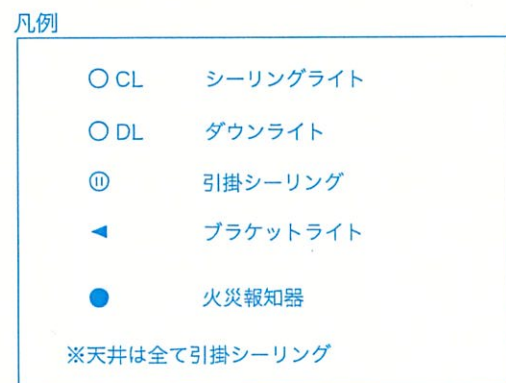 凡例
○ CL シーリングライト
○ DL ダウンライト
⏸ 引掛シーリング
◀ ブラケットライト
● 火災報知器
※天井は全て引掛シーリング